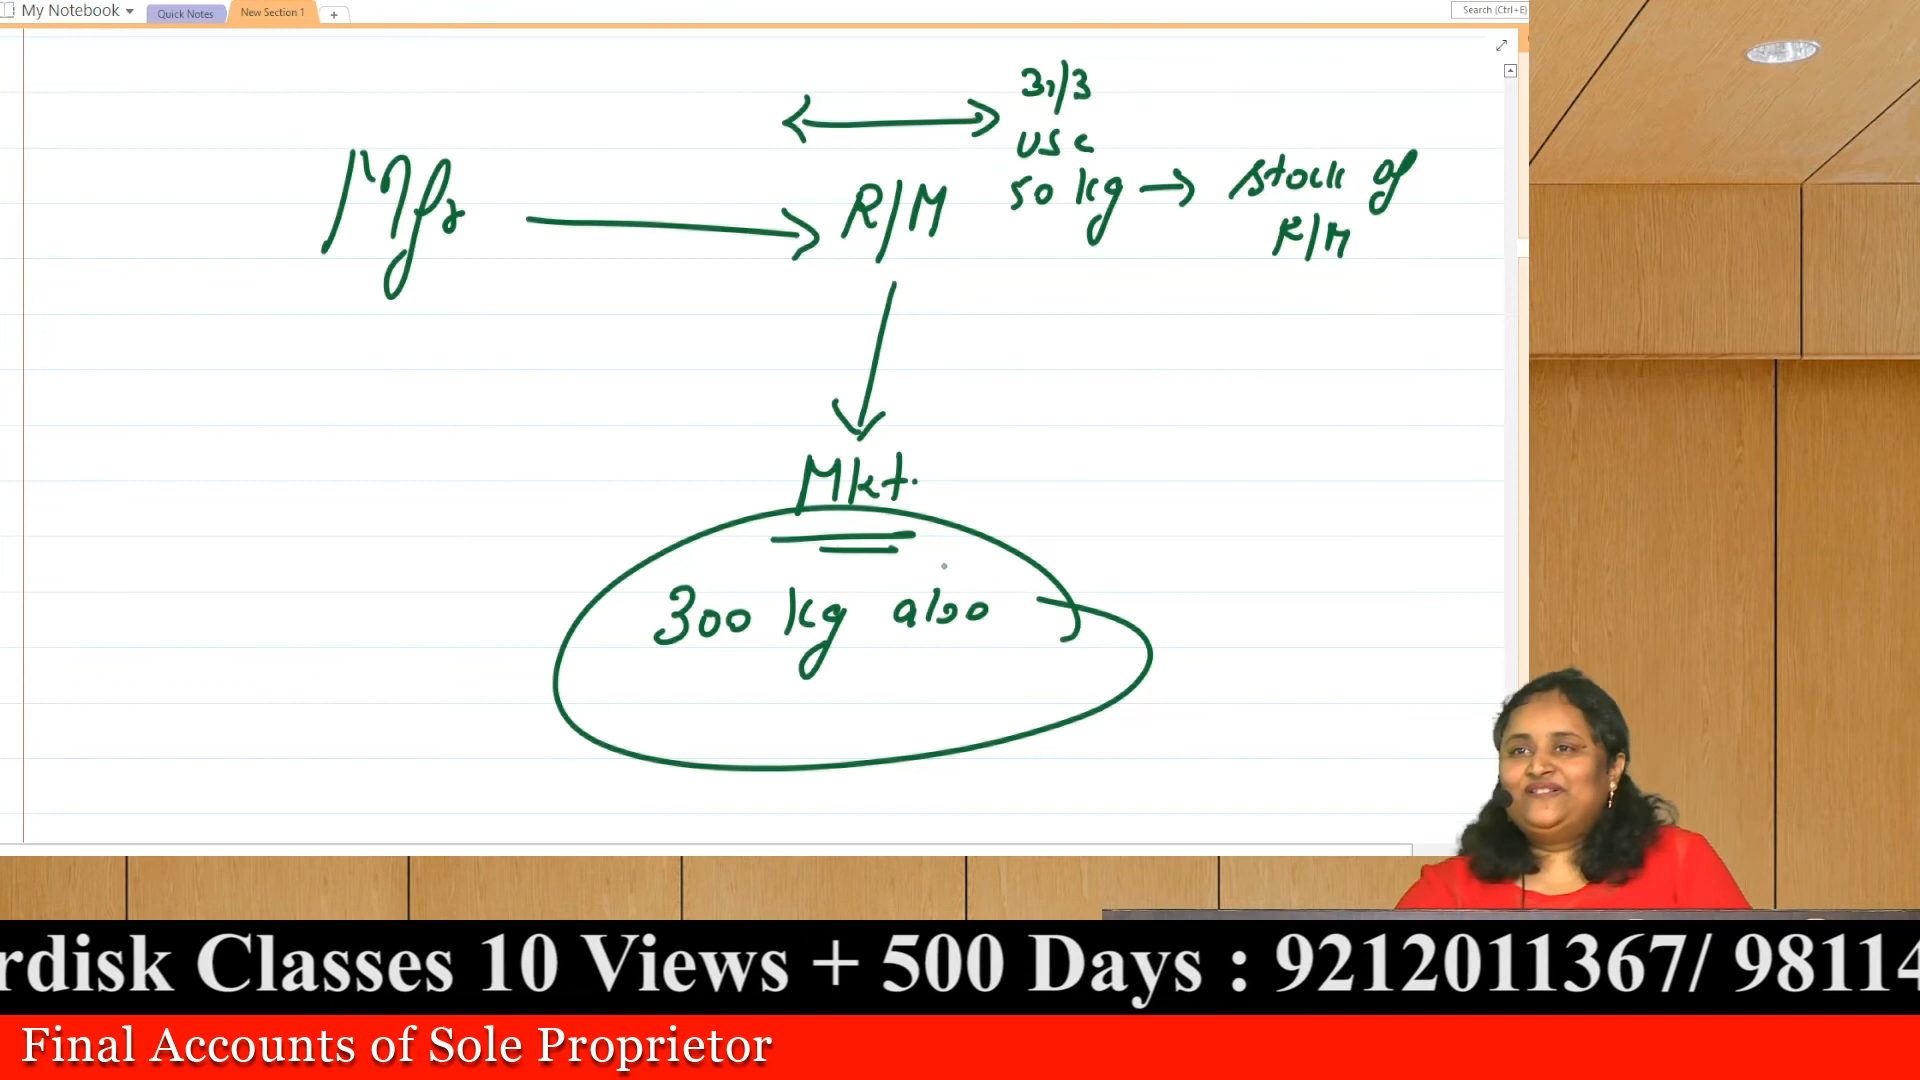 My Notebook
Quick Notes
New Section 1
Search (Ctrl+E)
31/3
use
50 kg → stock of
R/M
Mfr → R/M
Mkt.
300 kg also
rdisk Classes 10 Views + 500 Days : 9212011367/ 98114
Final Accounts of Sole Proprietor